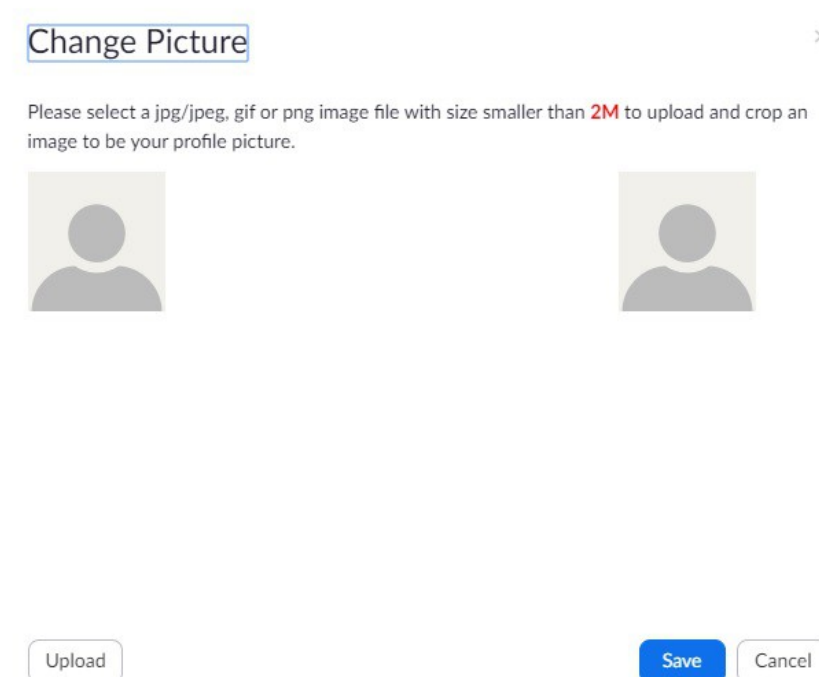 Change Picture
Please select a jpg/jpeg, gif or png image file with size smaller than 2M to upload and crop an
image to be your profile picture.
Upload
Save
Cancel